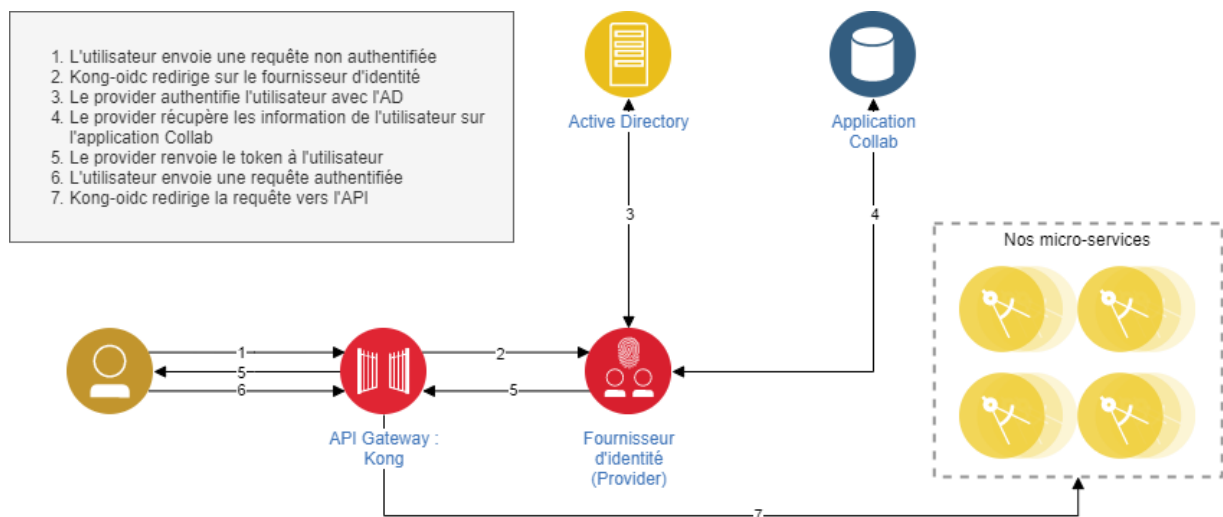 1. L'utilisateur envoie une requête non authentifiée
2. Kong-oidc redirige sur le fournisseur d'identité
3. Le provider authentifie l'utilisateur avec l'AD
4. Le provider récupère les information de l'utilisateur sur
l'application Collab
5. Le provider renvoie le token à l'utilisateur
6. L'utilisateur envoie une requête authentifiée
7. Kong-oidc redirige la requête vers l'API
Active Directory
Application
Collab
3
4
Nos micro-services
1
2
5
5
6
API Gateway :
Kong
Fournisseur
d'identité
(Provider)
7